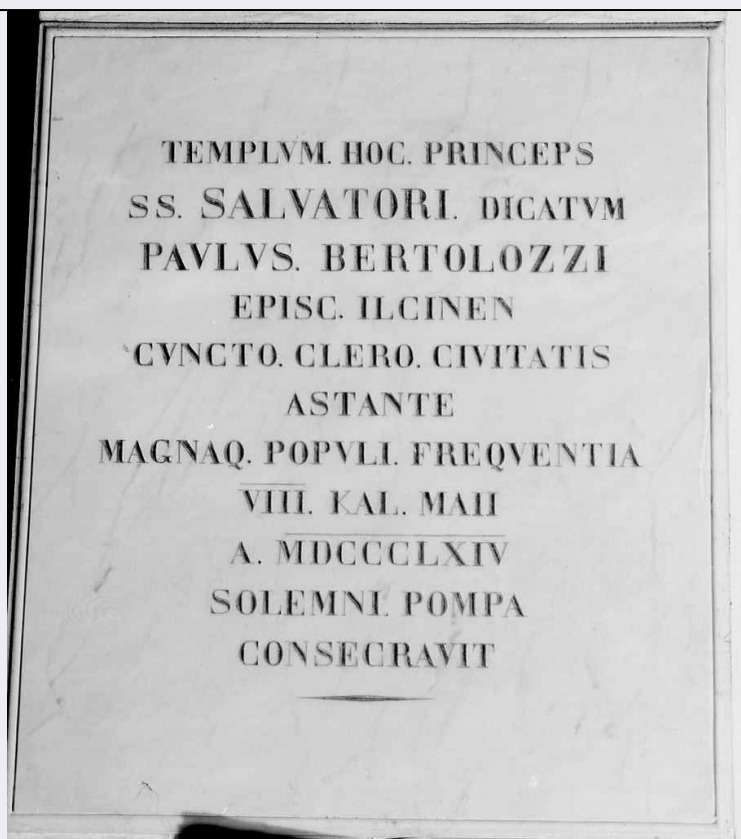 TEMPLVM. HOC. PRINCEPS
SS. SALVATORI. DICATVM
PAVLVS. BERTOLOZZI
EPISC. ILCINEN
CVNCTO. CLERO. CIVITATIS
ASTANTE
MAGNAQ. POPVLI. FREQVENTIA
VIII. KAL. MAII
A. MDCCCLXIV
SOLEMNI. POMPA
CONSECRAVIT